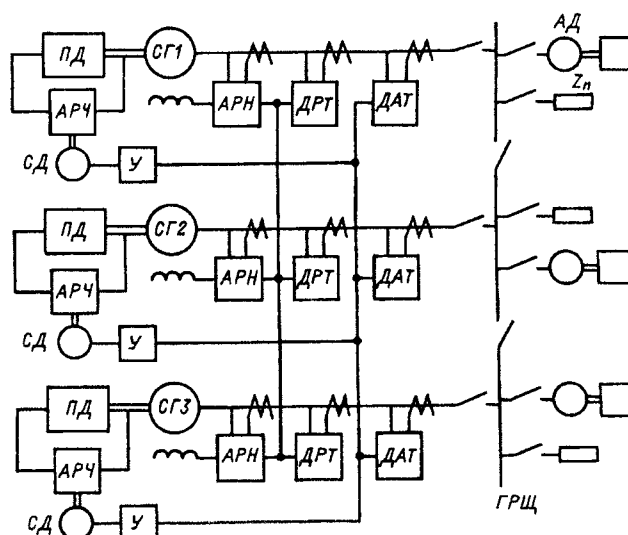 ПД СГ1 АД
АРЧ АРН ДРТ ДАТ Zп
СД У
ПД СГ2
АРЧ АРН ДРТ ДАТ
СД У
ПД СГ3
АРЧ АРН ДРТ ДАТ
СД У ГРЩ